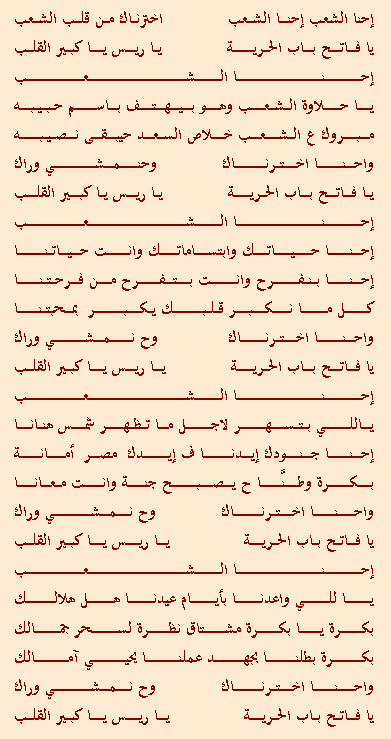 إحنا الشعب إحنا الشعب اخترناك من قلب الشعب
يا فاتح باب الحرية يا ريس يا كبير القلب
إحنا الشعب
يا حلاوة الشعب وهو بيهتف باسم حبيبه
مبروك ع الشعب خلاص السعد حيبقى نصيبه
واحنا اخترناك وحنمشي وراك
يا فاتح باب الحرية يا ريس يا كبير القلب
إحنا الشعب
إحنا حياتك وابتساماتك وانت حياتنا
إحنا بنفرح وانت بتفرح من فرحتنا
كل ما نكبر قلبك يكبر بمحبتنا
واحنا اخترناك وح نمشي وراك
يا فاتح باب الحرية يا ريس يا كبير القلب
إحنا الشعب
ياللي بتسهر لاجل ما تظهر شمس هنانا
إحنا جنودك إيدنا ف إيدك مصر أمانة
بكرة وطنَّا ح يصبح جنة وانت معانا
واحنا اخترناك وح نمشي وراك
يا فاتح باب الحرية يا ريس يا كبير القلب
إحنا الشعب
يا للي واعدنا بأيام عيدنا هل هلالك
بكرة يا بكرة مشتاق نظرة لسحر جمالك
بكرة بطلنا بجهد عملنا يحيي آمالك
واحنا اخترناك وح نمشي وراك
يا فاتح باب الحرية يا ريس يا كبير القلب